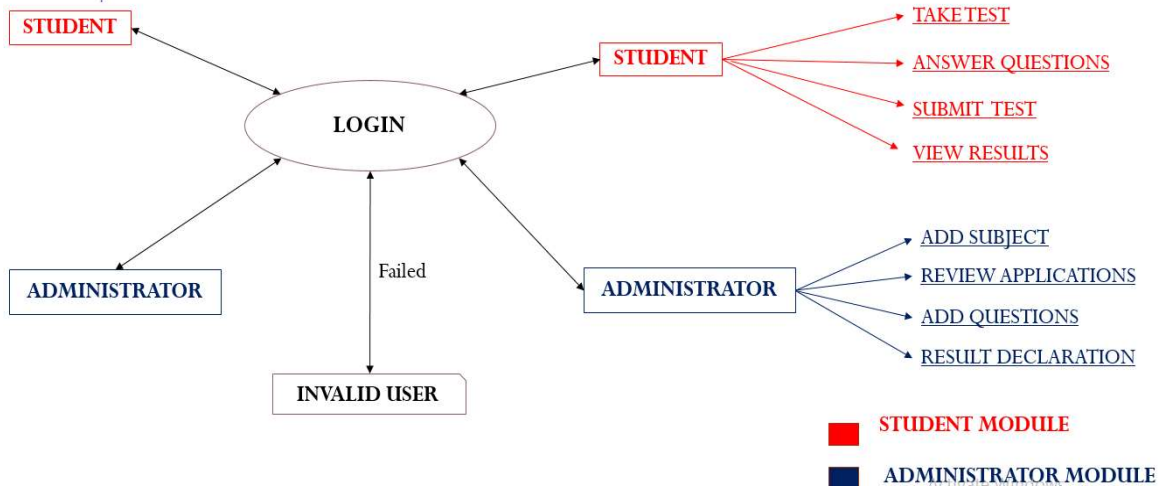 STUDENT
STUDENT
TAKE TEST
ANSWER QUESTIONS
SUBMIT TEST
VIEW RESULTS
LOGIN
ADMINISTRATOR
Failed
ADMINISTRATOR
ADD SUBJECT
REVIEW APPLICATIONS
ADD QUESTIONS
RESULT DECLARATION
INVALID USER
STUDENT MODULE
ADMINISTRATOR MODULE